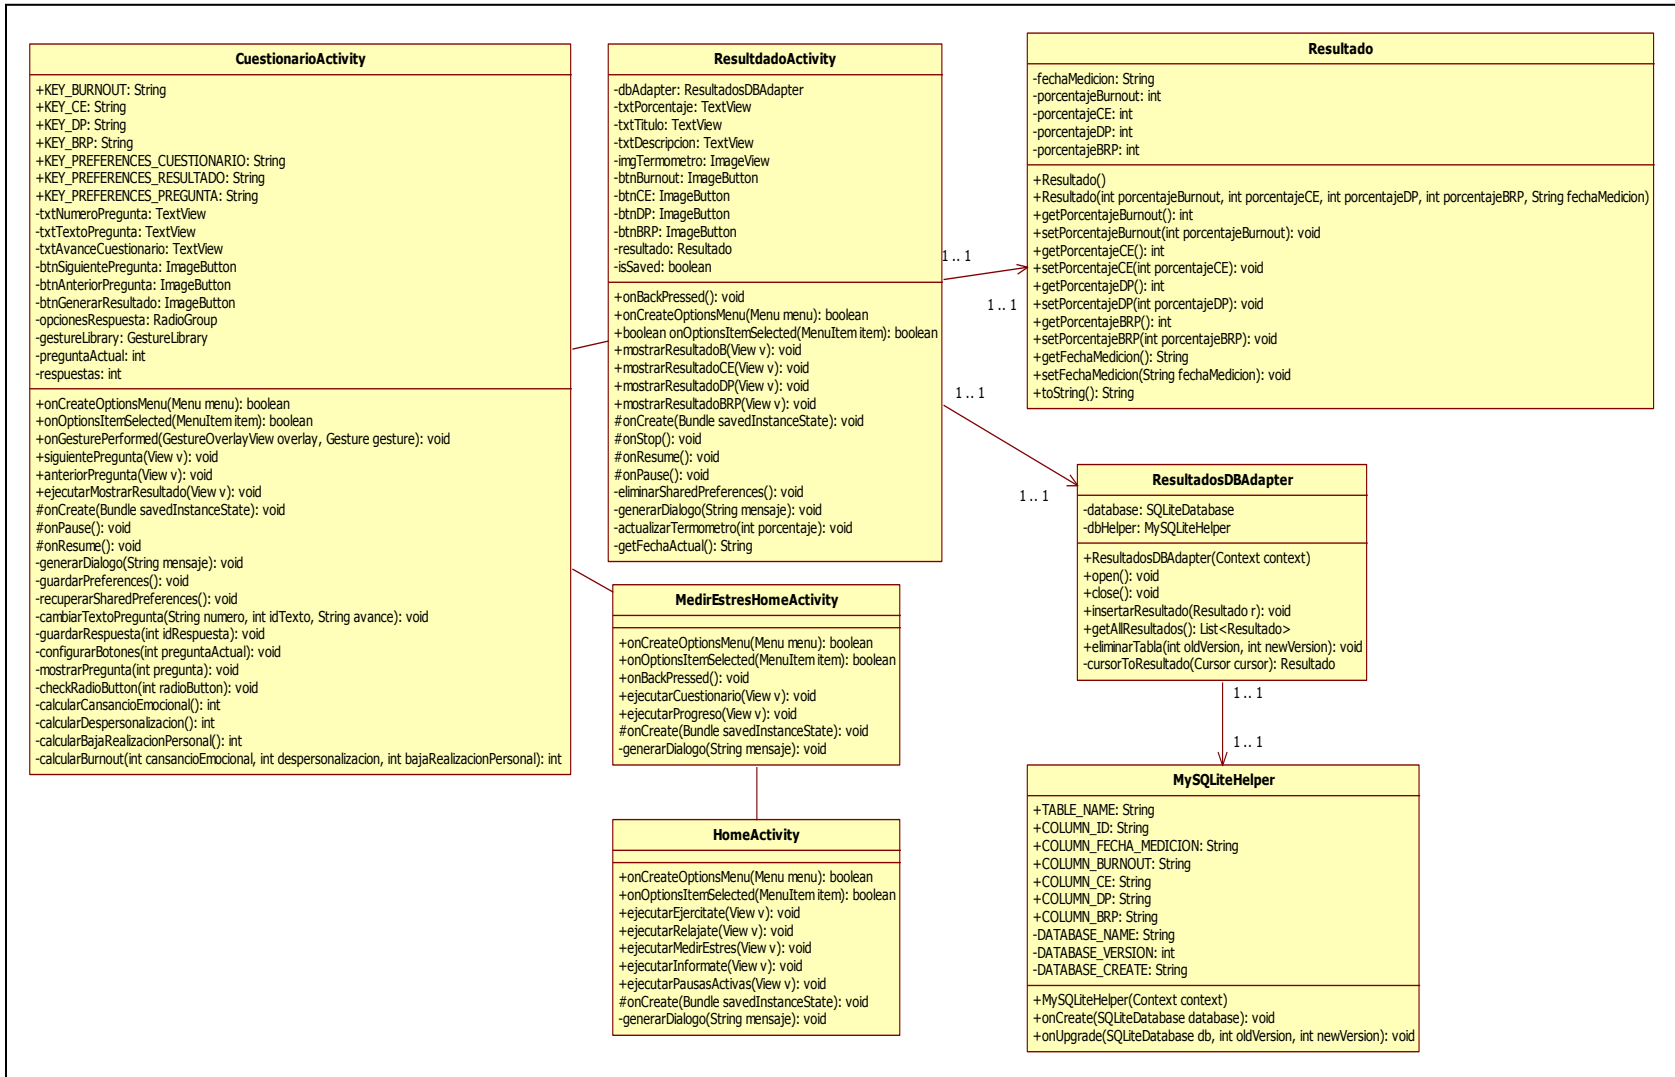 CuestionarioActivity
+KEY_BURNOUT: String
+KEY_CE: String
+KEY_DP: String
+KEY_BRP: String
+KEY_PREFERENCES_CUESTIONARIO: String
+KEY_PREFERENCES_RESULTADO: String
+KEY_PREFERENCES_PREGUNTA: String
-txtNumeroPregunta: TextView
-txtTextoPregunta: TextView
-txtAvanceCuestionario: TextView
-btnSiguientePregunta: ImageButton
-btnAnteriorPregunta: ImageButton
-btnGenerarResultado: ImageButton
-opcionesRespuesta: RadioGroup
-gestureLibrary: GestureLibrary
-preguntaActual: int
-respuestas: int
+onCreateOptionsMenu(Menu menu): boolean
+onOptionsItemSelected(MenuItem item): boolean
+onGesturePerformed(GestureOverlayView overlay, Gesture gesture): void
+siguientePregunta(View v): void
+anteriorPregunta(View v): void
+ejecutarMostrarResultado(View v): void
#onCreate(Bundle savedInstanceState): void
#onPause(): void
#onResume(): void
-generarDialogo(String mensaje): void
-guardarPreferences(): void
-recuperarSharedPreferences(): void
-cambiarTextoPregunta(String numero, int idTexto, String avance): void
-guardarRespuesta(int idRespuesta): void
-configurarBotones(int preguntaActual): void
-mostrarPregunta(int pregunta): void
-checkRadioButton(int radioButton): void
-calcularCansancioEmocional(): int
-calcularDespersonalizacion(): int
-calcularBajaRealizacionPersonal(): int
-calcularBurnout(int cansancioEmocional, int despersonalizacion, int bajaRealizacionPersonal): int
ResultdadoActivity
-dbAdapter: ResultadosDBAdapter
-txtPorcentaje: TextView
-txtTitulo: TextView
-txtDescripcion: TextView
-imgTermometro: ImageView
-btnBurnout: ImageButton
-btnCE: ImageButton
-btnDP: ImageButton
-btnBRP: ImageButton
-resultado: Resultado
-isSaved: boolean
+onBackPressed(): void
+onCreateOptionsMenu(Menu menu): boolean
+boolean onOptionsItemSelected(MenuItem item): boolean
+mostrarResultadoB(View v): void
+mostrarResultadoCE(View v): void
+mostrarResultadoDP(View v): void
+mostrarResultadoBRP(View v): void
#onCreate(Bundle savedInstanceState): void
#onStop(): void
#onResume(): void
#onPause(): void
-eliminarSharedPreferences(): void
-generarDialogo(String mensaje): void
-actualizarTermometro(int porcentaje): void
-getFechaActual(): String
MedirEstresHomeActivity
+onCreateOptionsMenu(Menu menu): boolean
+onOptionsItemSelected(MenuItem item): boolean
+onBackPressed(): void
+ejecutarCuestionario(View v): void
+ejecutarProgreso(View v): void
#onCreate(Bundle savedInstanceState): void
-generarDialogo(String mensaje): void
HomeActivity
+onCreateOptionsMenu(Menu menu): boolean
+onOptionsItemSelected(MenuItem item): boolean
+ejecutarEjercitate(View v): void
+ejecutarRelajate(View v): void
+ejecutarMedirEstres(View v): void
+ejecutarInformate(View v): void
+ejecutarPausasActivas(View v): void
#onCreate(Bundle savedInstanceState): void
-generarDialogo(String mensaje): void
1 .. 1
1 .. 1
1 .. 1
1 .. 1
Resultado
-fechaMedicion: String
-porcentajeBurnout: int
-porcentajeCE: int
-porcentajeDP: int
-porcentajeBRP: int
+Resultado()
+Resultado(int porcentajeBurnout, int porcentajeCE, int porcentajeDP, int porcentajeBRP, String fechaMedicion)
+getPorcentajeBurnout(): int
+setPorcentajeBurnout(int porcentajeBurnout): void
+getPorcentajeCE(): int
+setPorcentajeCE(int porcentajeCE): void
+getPorcentajeDP(): int
+setPorcentajeDP(int porcentajeDP): void
+getPorcentajeBRP(): int
+setPorcentajeBRP(int porcentajeBRP): void
+getFechaMedicion(): String
+setFechaMedicion(String fechaMedicion): void
+toString(): String
ResultadosDBAdapter
-database: SQLiteDatabase
-dbHelper: MySQLiteHelper
+ResultadosDBAdapter(Context context)
+open(): void
+close(): void
+insertarResultado(Resultado r): void
+getAllResultados(): List<Resultado>
+eliminarTabla(int oldVersion, int newVersion): void
-cursorToResultado(Cursor cursor): Resultado
1 .. 1
1 .. 1
MySQLiteHelper
+TABLE_NAME: String
+COLUMN_ID: String
+COLUMN_FECHA_MEDICION: String
+COLUMN_BURNOUT: String
+COLUMN_CE: String
+COLUMN_DP: String
+COLUMN_BRP: String
-DATABASE_NAME: String
-DATABASE_VERSION: int
-DATABASE_CREATE: String
+MySQLiteHelper(Context context)
+onCreate(SQLiteDatabase database): void
+onUpgrade(SQLiteDatabase db, int oldVersion, int newVersion): void